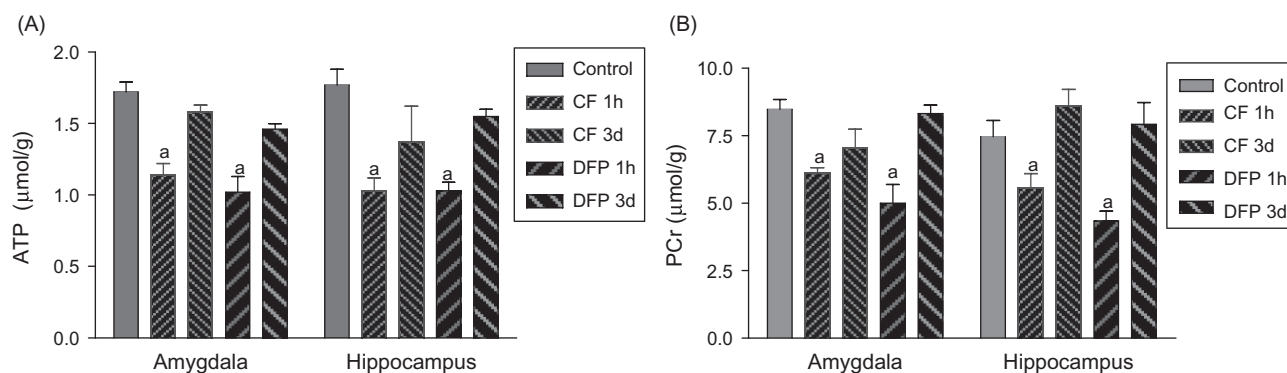 (A)
2.0
1.5
1.0
0.5
0.0
ATP (μmol/g)
a
a
a
a
Amygdala
Hippocampus
Control
CF 1h
CF 3d
DFP 1h
DFP 3d
(B)
10.0
7.5
5.0
2.5
0.0
PCr (μmol/g)
a
a
a
a
Amygdala
Hippocampus
Control
CF 1h
CF 3d
DFP 1h
DFP 3d